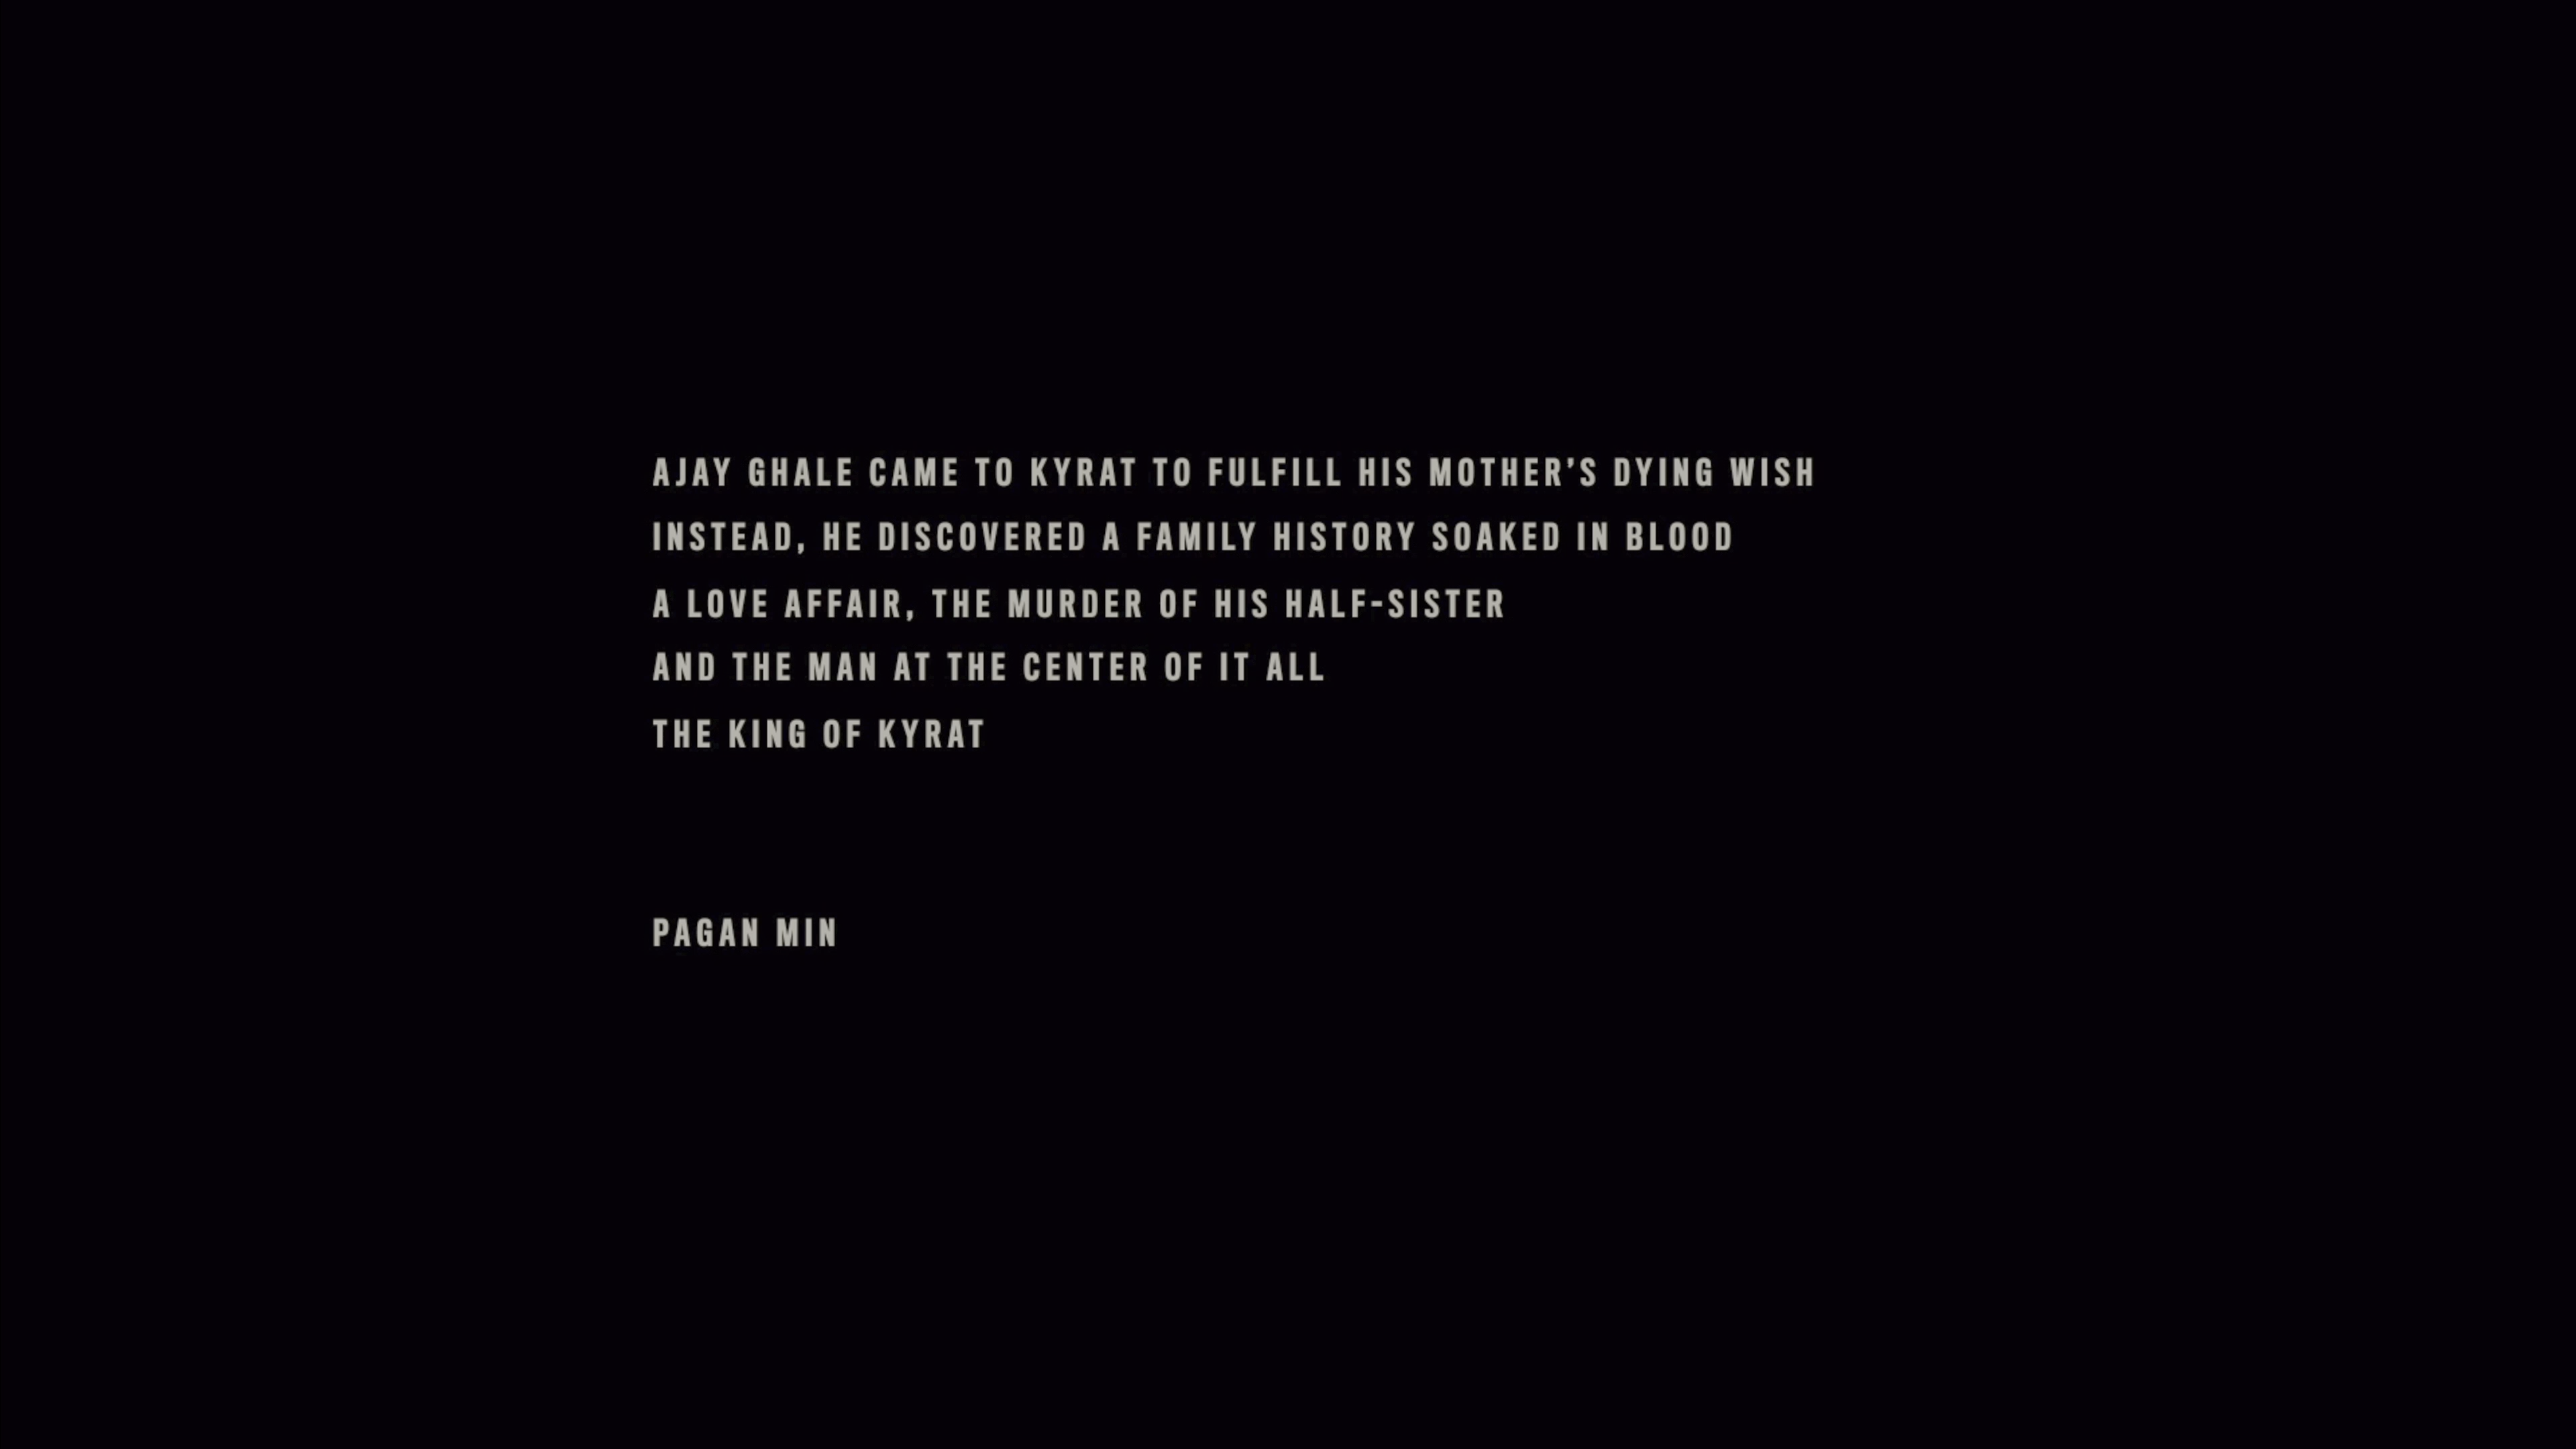 AJAY GHALE CAME TO KYRAT TO FULFILL HIS MOTHER’S DYING WISH
INSTEAD, HE DISCOVERED A FAMILY HISTORY SOAKED IN BLOOD
A LOVE AFFAIR, THE MURDER OF HIS HALF-SISTER
AND THE MAN AT THE CENTER OF IT ALL
THE KING OF KYRAT
PAGAN MIN